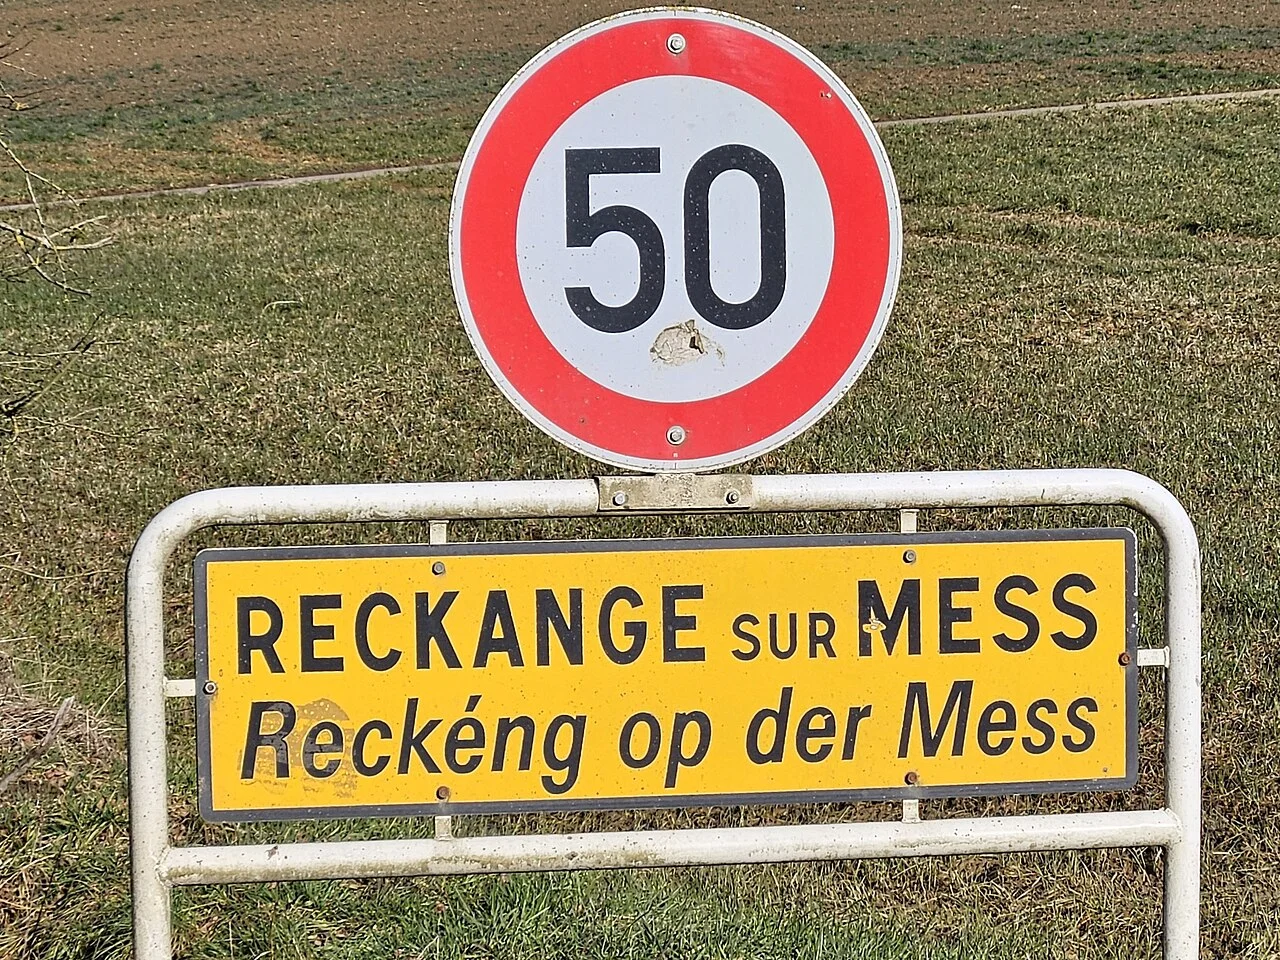 50
RECKANGE SUR MESS
Reckéng op der Mess